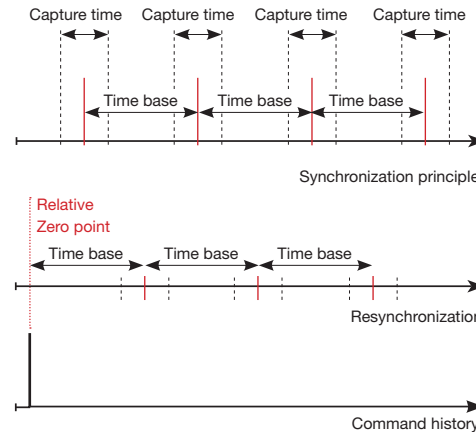 Capture time Capture time Capture time Capture time
Time base Time base Time base
Synchronization principle
Relative
Zero point
Time base Time base Time base
Resynchronization
Command history